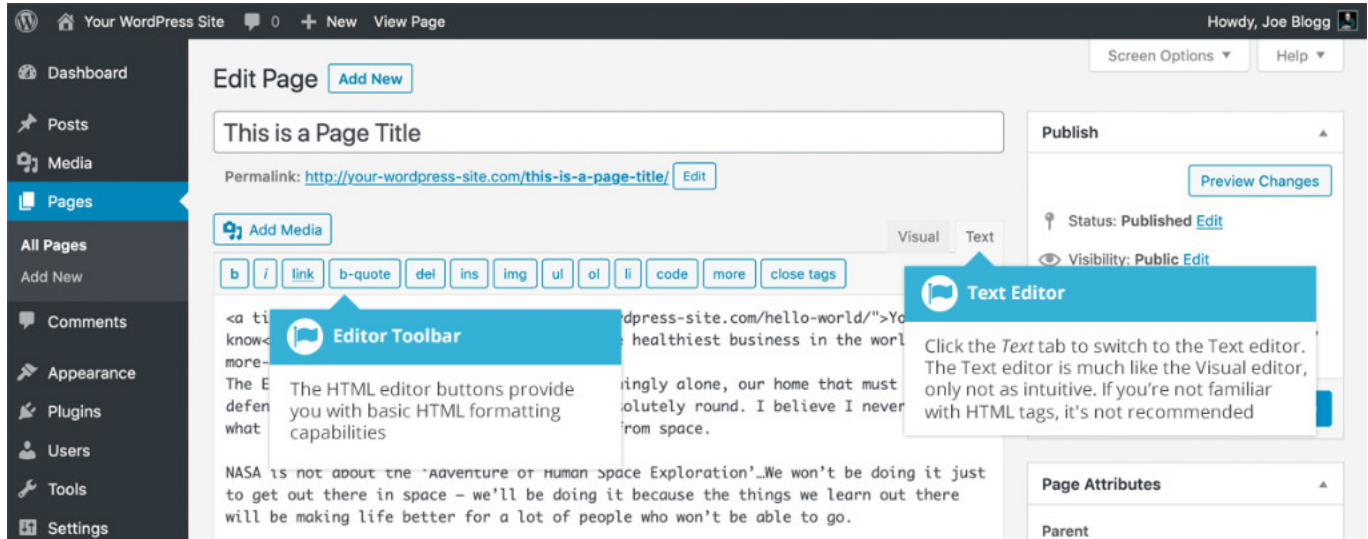 Your WordPress Site 0 + New View Page Howdy, Joe Blogg
Screen Options ▼ Help ▼
Dashboard
Posts
Media
Pages
All Pages
Add New
Comments
Appearance
Plugins
Users
Tools
Settings
Edit Page Add New
This is a Page Title
Permalink: http://your-wordpress-site.com/this-is-a-page-title/ Edit
Add Media
Visual Text
b i link b-quote del ins img ul ol li code more close tags
<a ti dpress-site.com/hello-world/">Yo
know< healthiest business in the worl
more-
The E ingly alone, our home that must
defen solutely round. I believe I never
what from space.
NASA is not about the 'Adventure of Human Space Exploration'…We won't be doing it just
to get out there in space – we'll be doing it because the things we learn out there
will be making life better for a lot of people who won't be able to go.
Editor Toolbar
The HTML editor buttons provide
you with basic HTML formatting
capabilities
Publish
Preview Changes
Status: Published Edit
Visibility: Public Edit
Text Editor
Click the Text tab to switch to the Text editor.
The Text editor is much like the Visual editor,
only not as intuitive. If you're not familiar
with HTML tags, it's not recommended
Page Attributes
Parent